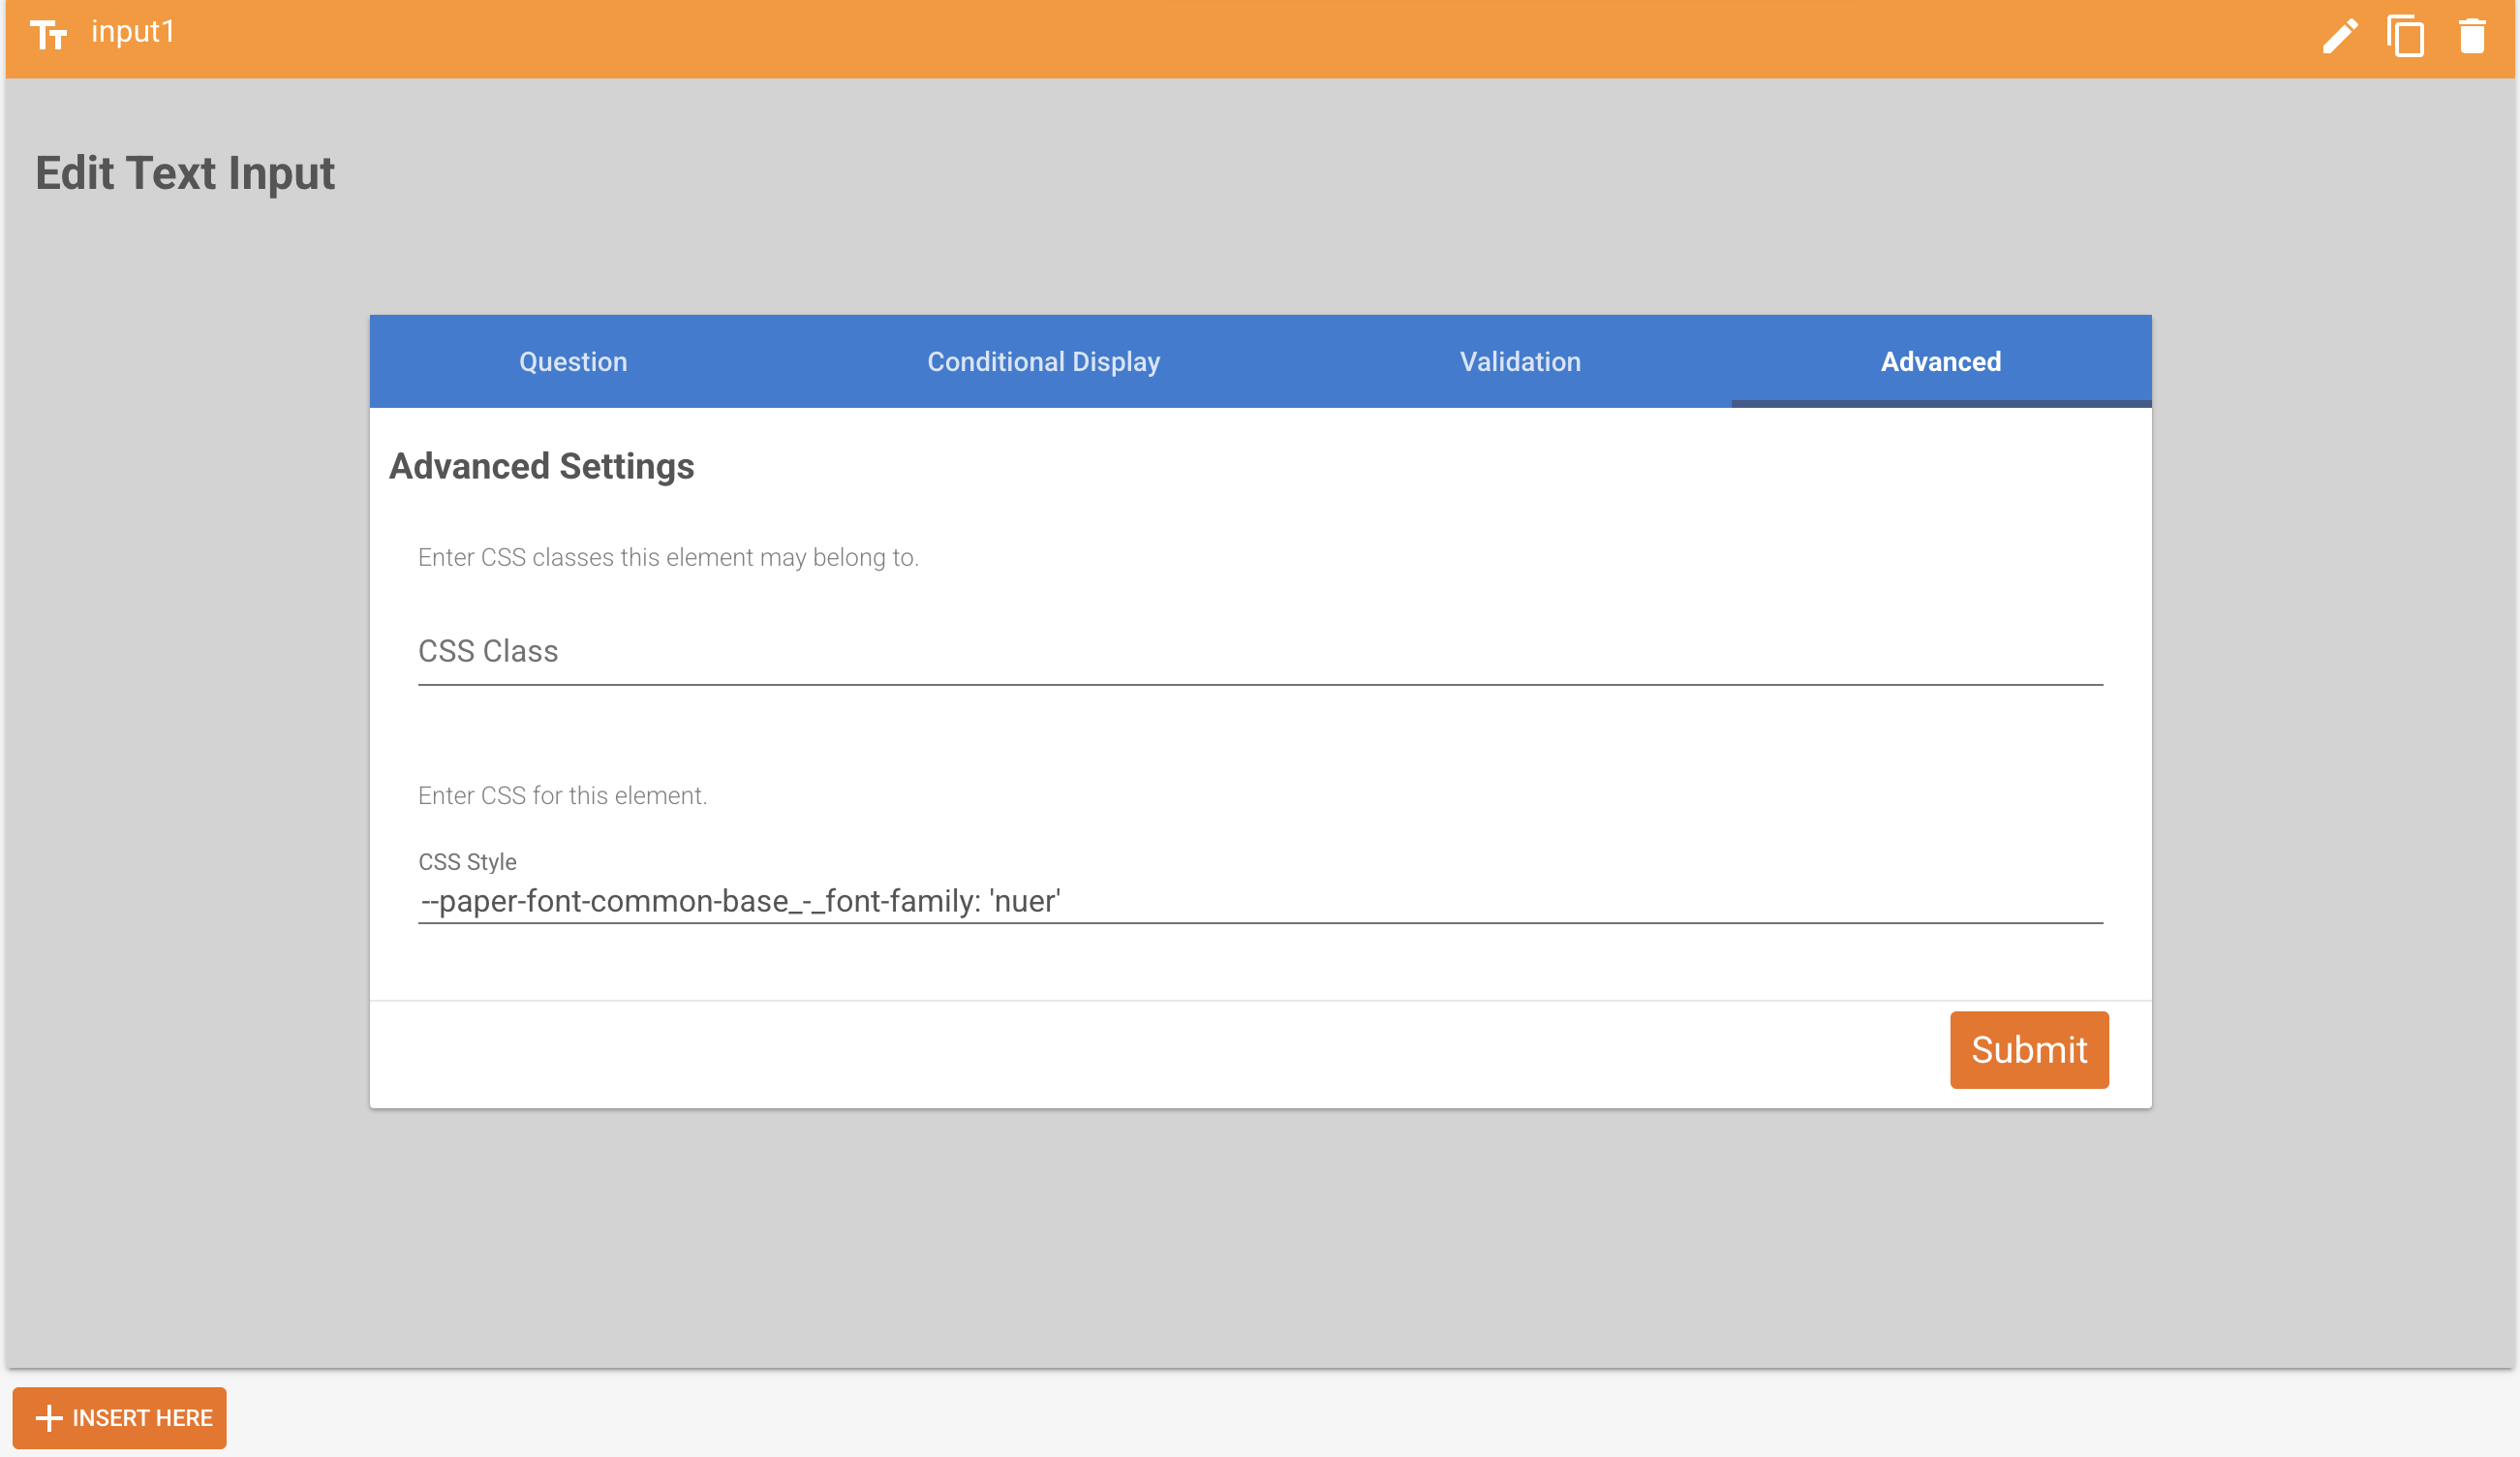 input1
Edit Text Input
Question Conditional Display Validation Advanced
Advanced Settings
Enter CSS classes this element may belong to.
CSS Class
Enter CSS for this element.
CSS Style
--paper-font-common-base_-_font-family: 'nuer'
Submit
INSERT HERE